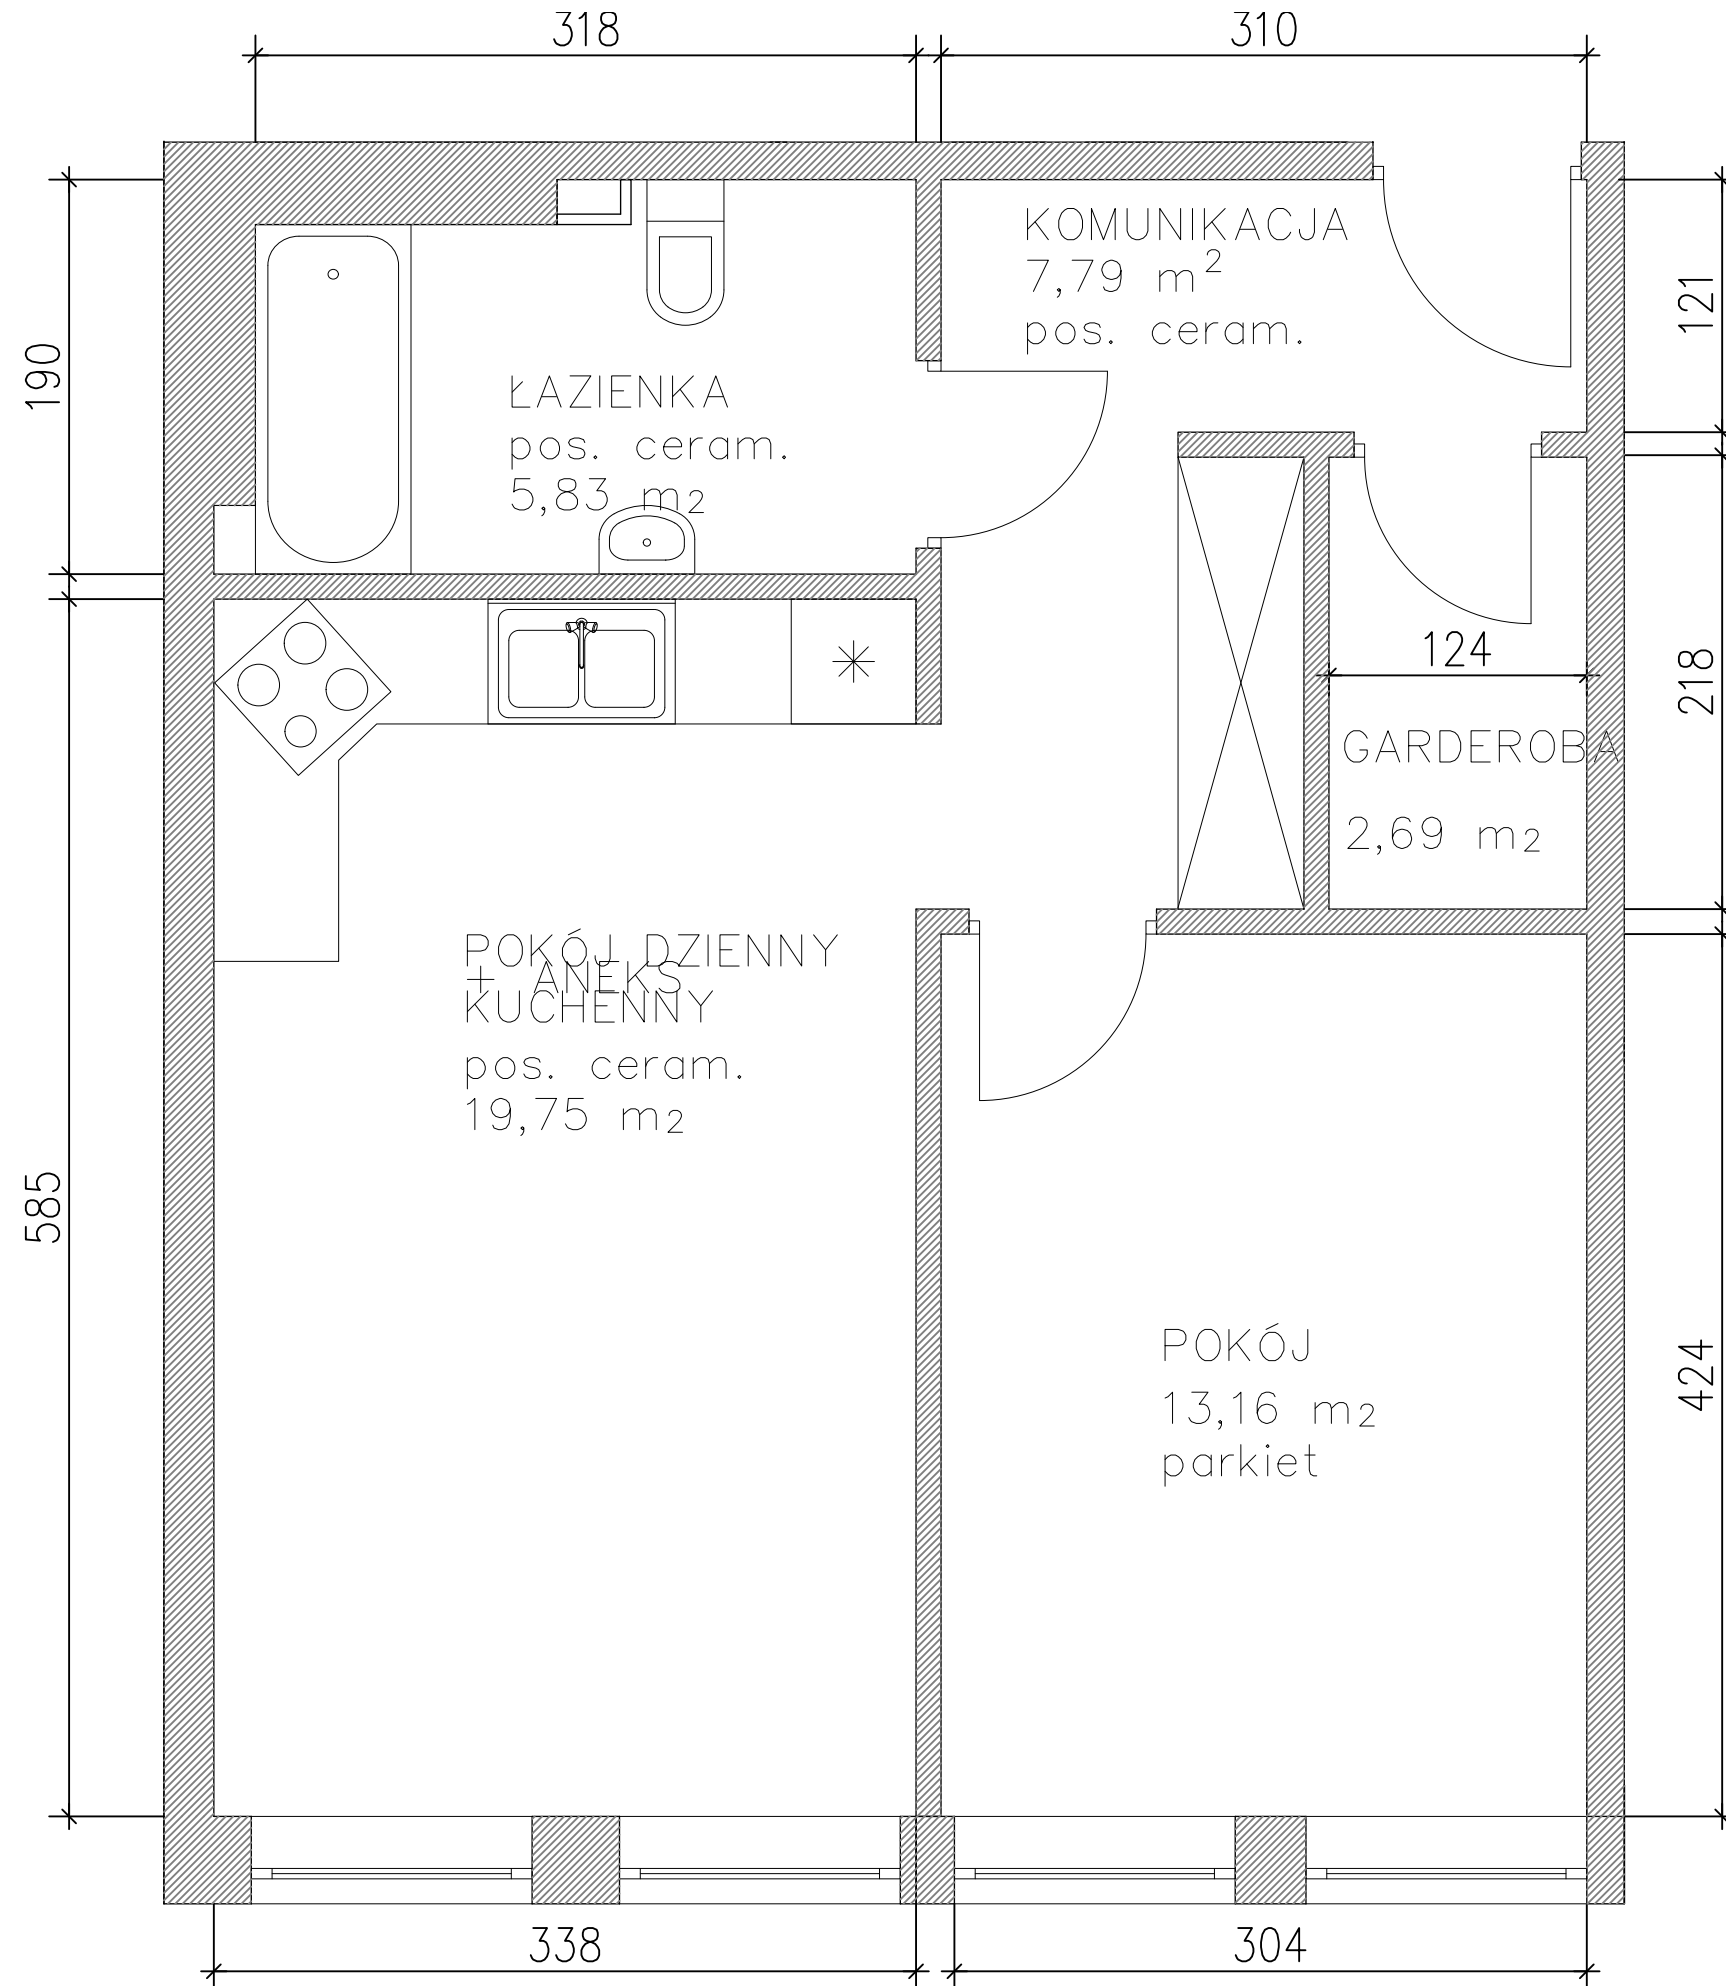 318
310
KOMUNIKACJA
7,79 m²
pos. ceram.
121
190
ŁAZIENKA
pos. ceram.
5,83 m2
124
218
GARDEROBA
2,69 m2
POKÓJ DZIENNY
+ ANEKS
KUCHENNY
pos. ceram.
19,75 m2
585
POKÓJ
13,16 m2
parkiet
424
338
304